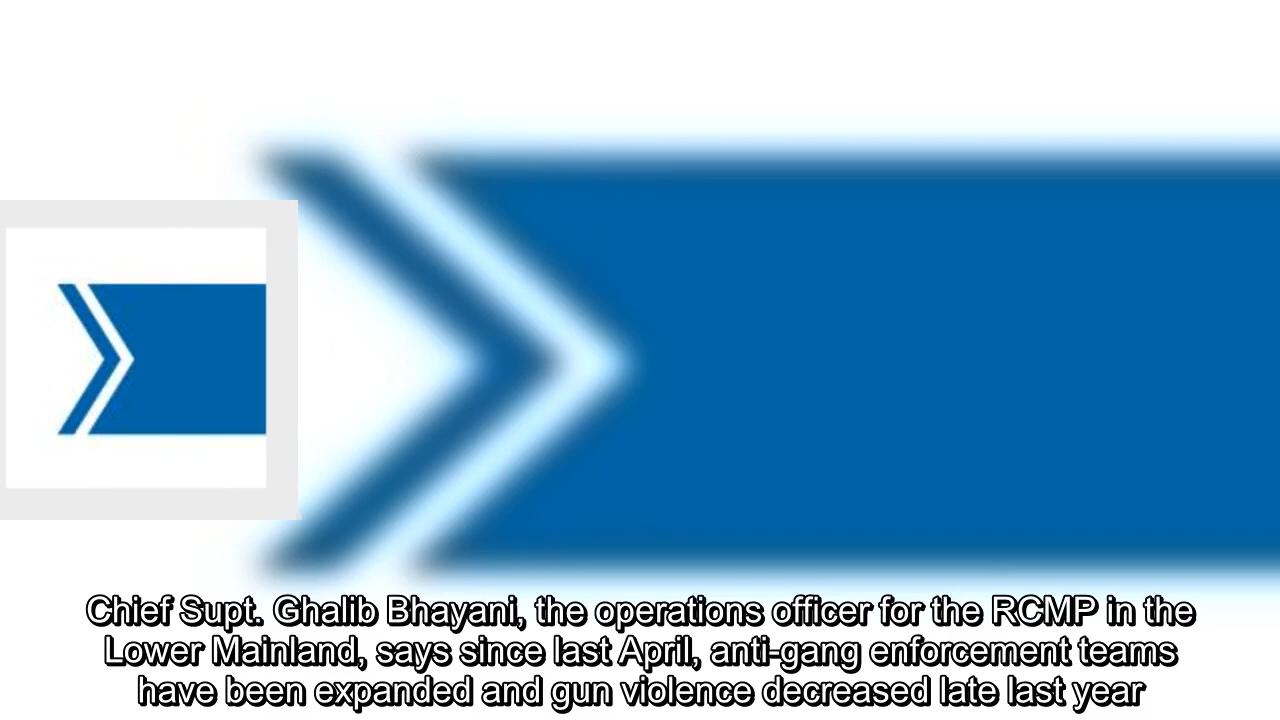 Chief Supt. Ghalib Bhayani, the operations officer for the RCMP in the
Lower Mainland, says since last April, anti-gang enforcement teams
have been expanded and gun violence decreased late last year